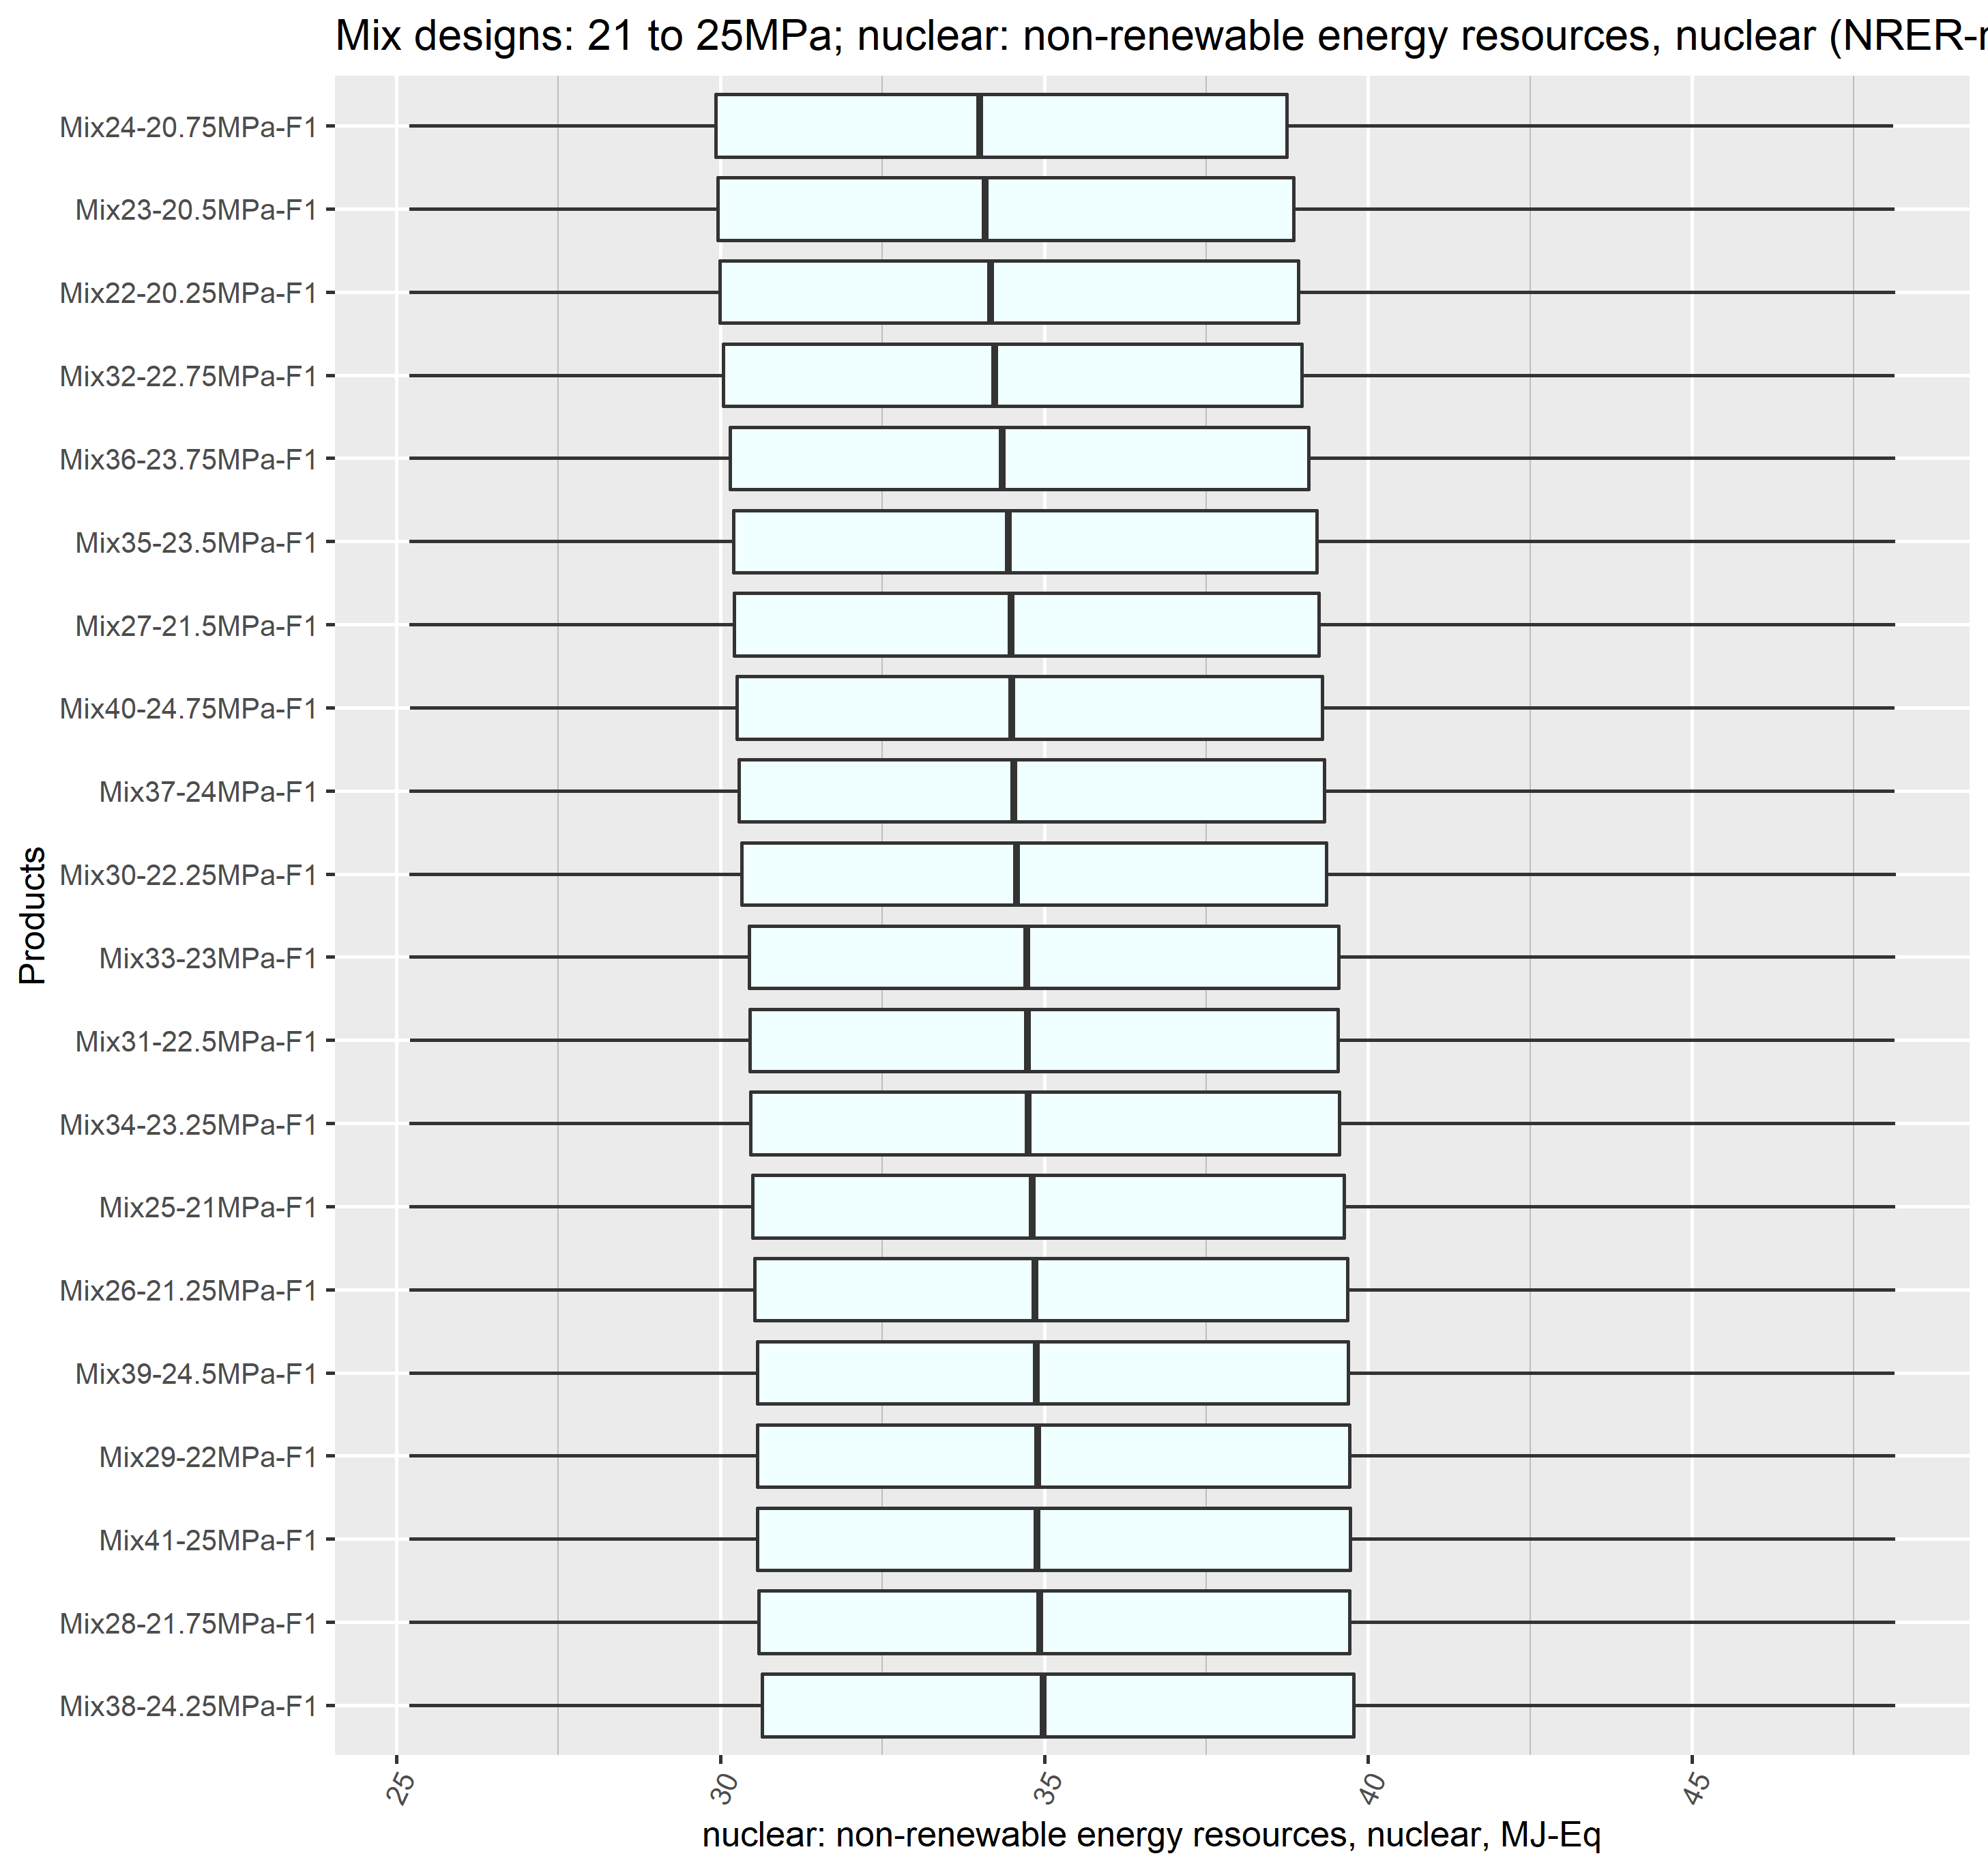 Mix designs: 21 to 25MPa; nuclear: non-renewable energy resources, nuclear (NRER-
Mix24-20.75MPa-F1
Mix23-20.5MPa-F1
Mix22-20.25MPa-F1
Mix32-22.75MPa-F1
Mix36-23.75MPa-F1
Mix35-23.5MPa-F1
Mix27-21.5MPa-F1
Mix40-24.75MPa-F1
Mix37-24MPa-F1
Mix30-22.25MPa-F1
Mix33-23MPa-F1
Mix31-22.5MPa-F1
Mix34-23.25MPa-F1
Mix25-21MPa-F1
Mix26-21.25MPa-F1
Mix39-24.5MPa-F1
Mix29-22MPa-F1
Mix41-25MPa-F1
Mix28-21.75MPa-F1
Mix38-24.25MPa-F1
Products
25 30 35 40 45
nuclear: non-renewable energy resources, nuclear, MJ-Eq